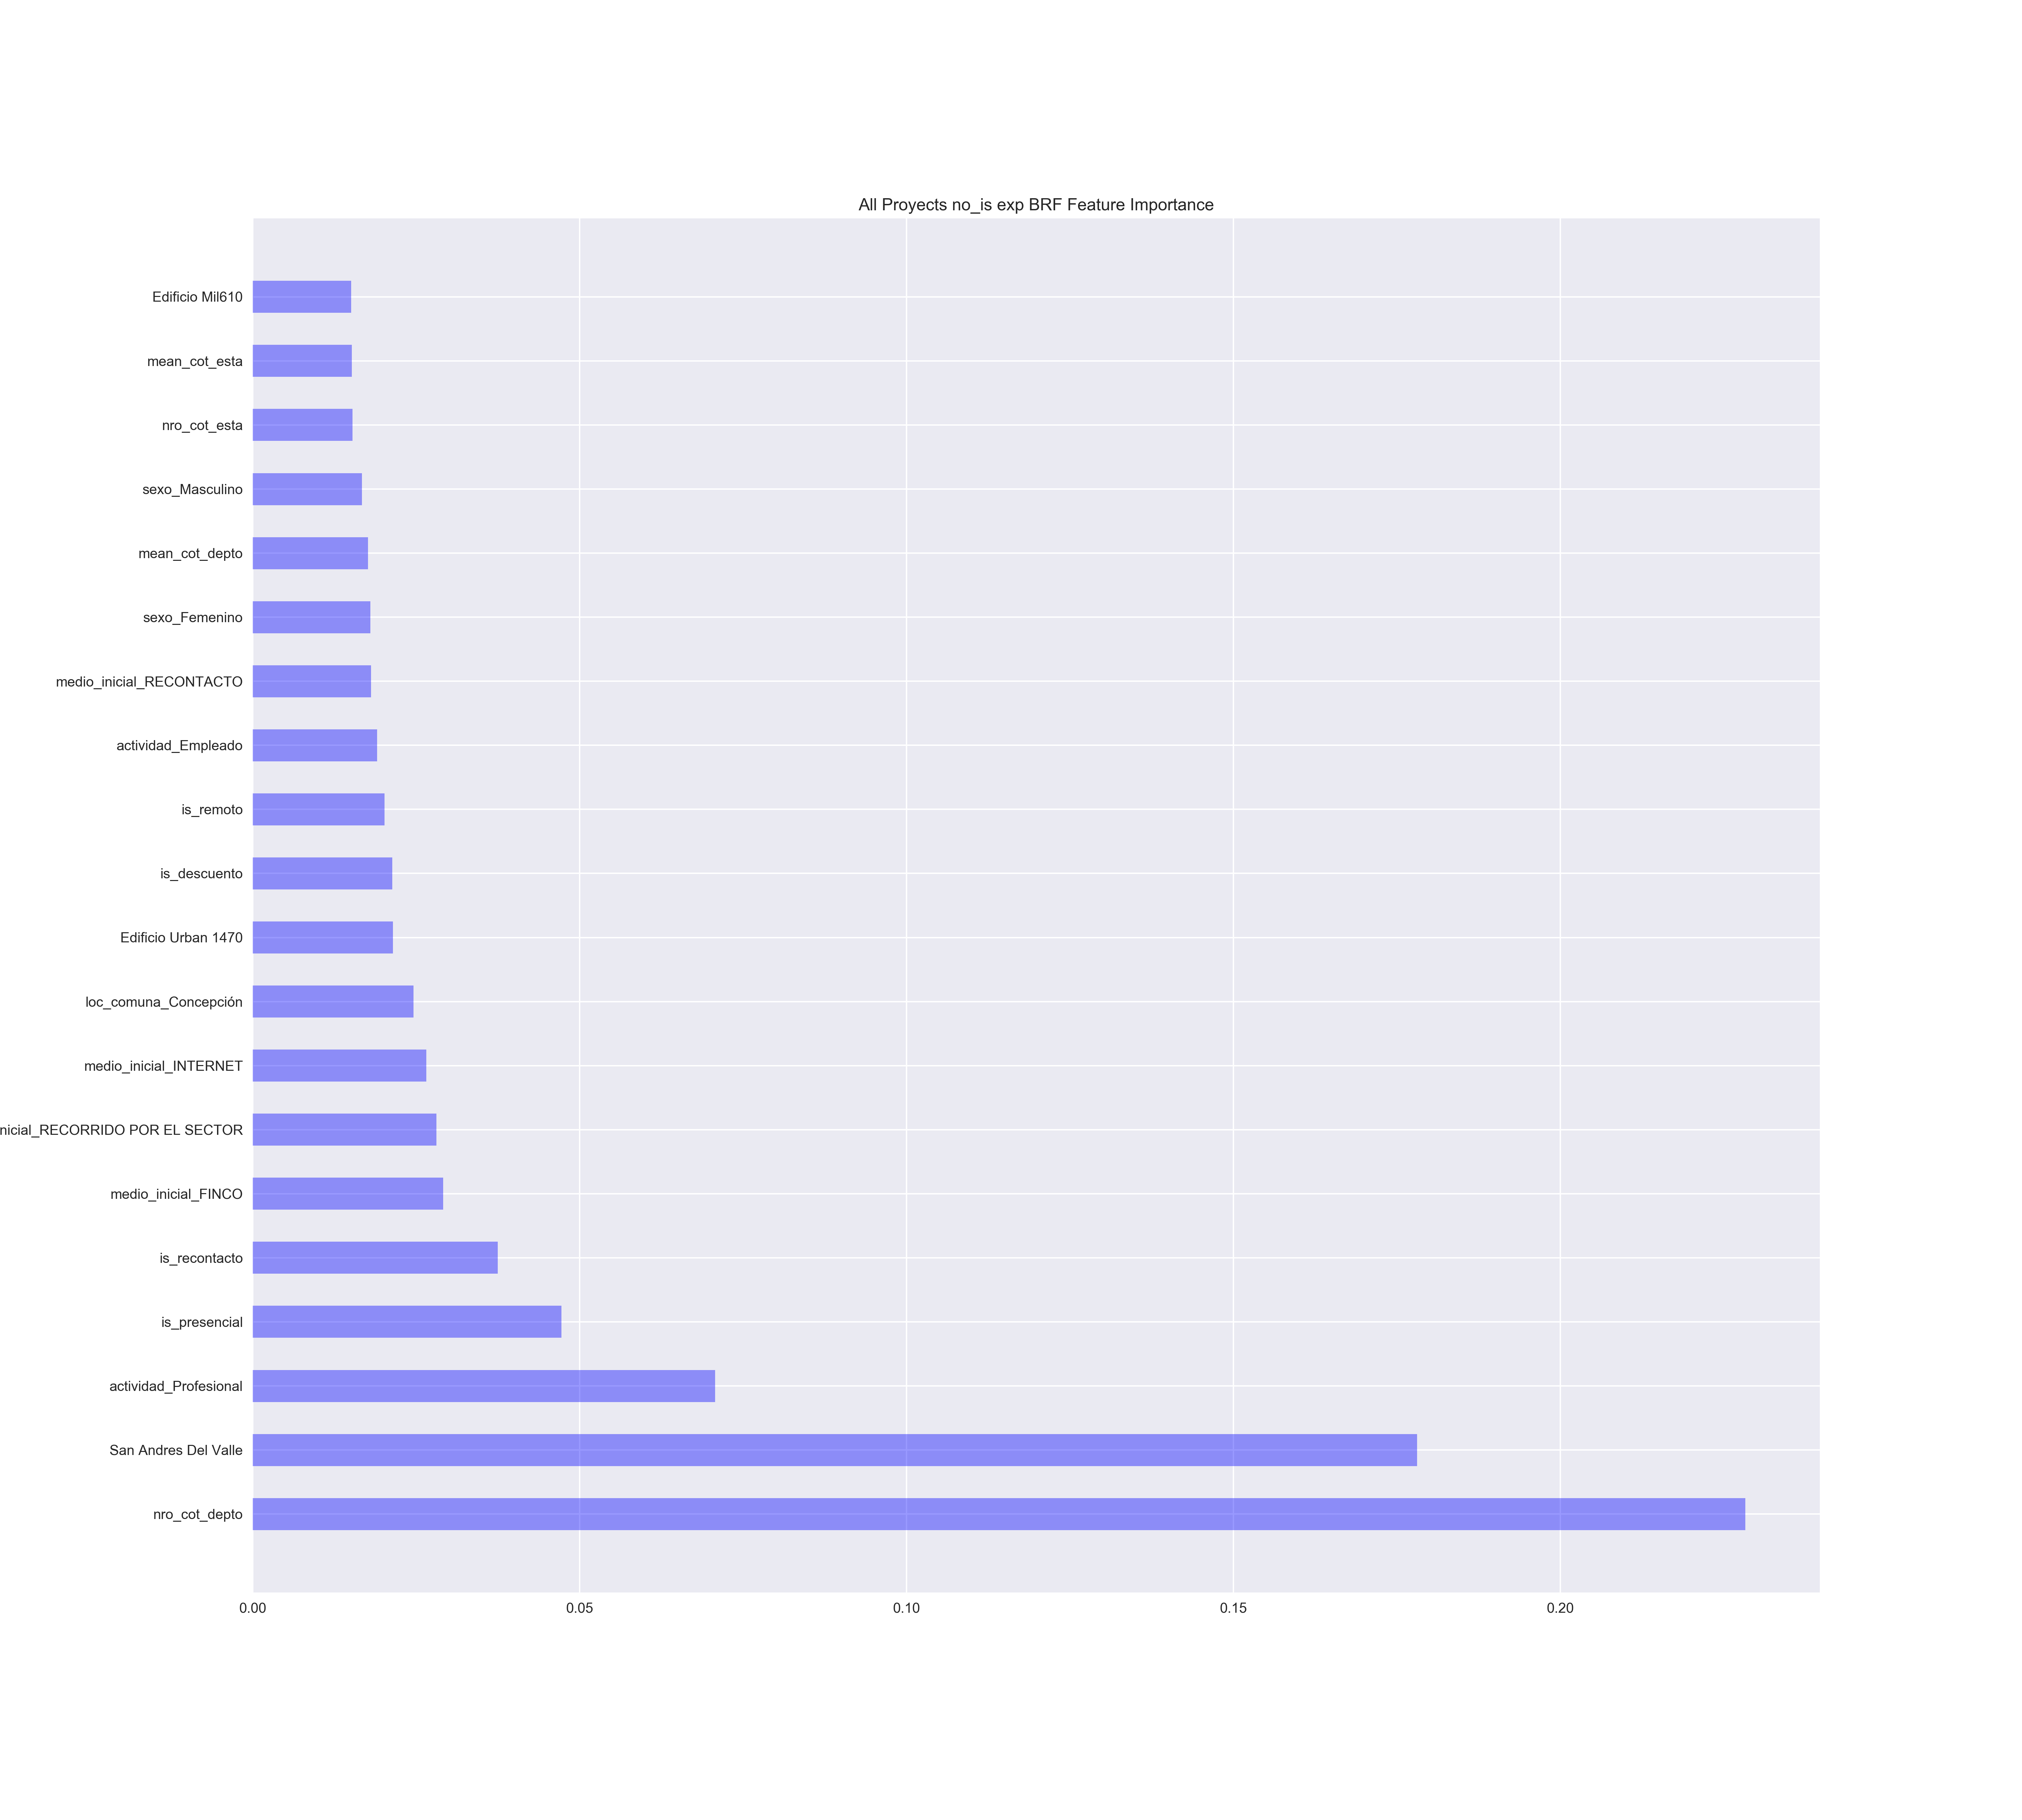 All Proyects no_is exp BRF Feature Importance
Edificio Mil610
mean_cot_esta
nro_cot_esta
sexo_Masculino
mean_cot_depto
sexo_Femenino
medio_inicial_RECONTACTO
actividad_Empleado
is_remoto
is_descuento
Edificio Urban 1470
loc_comuna_Concepción
medio_inicial_INTERNET
nicial_RECORRIDO POR EL SECTOR
medio_inicial_FINCO
is_recontacto
is_presencial
actividad_Profesional
San Andres Del Valle
nro_cot_depto
0.00 0.05 0.10 0.15 0.20